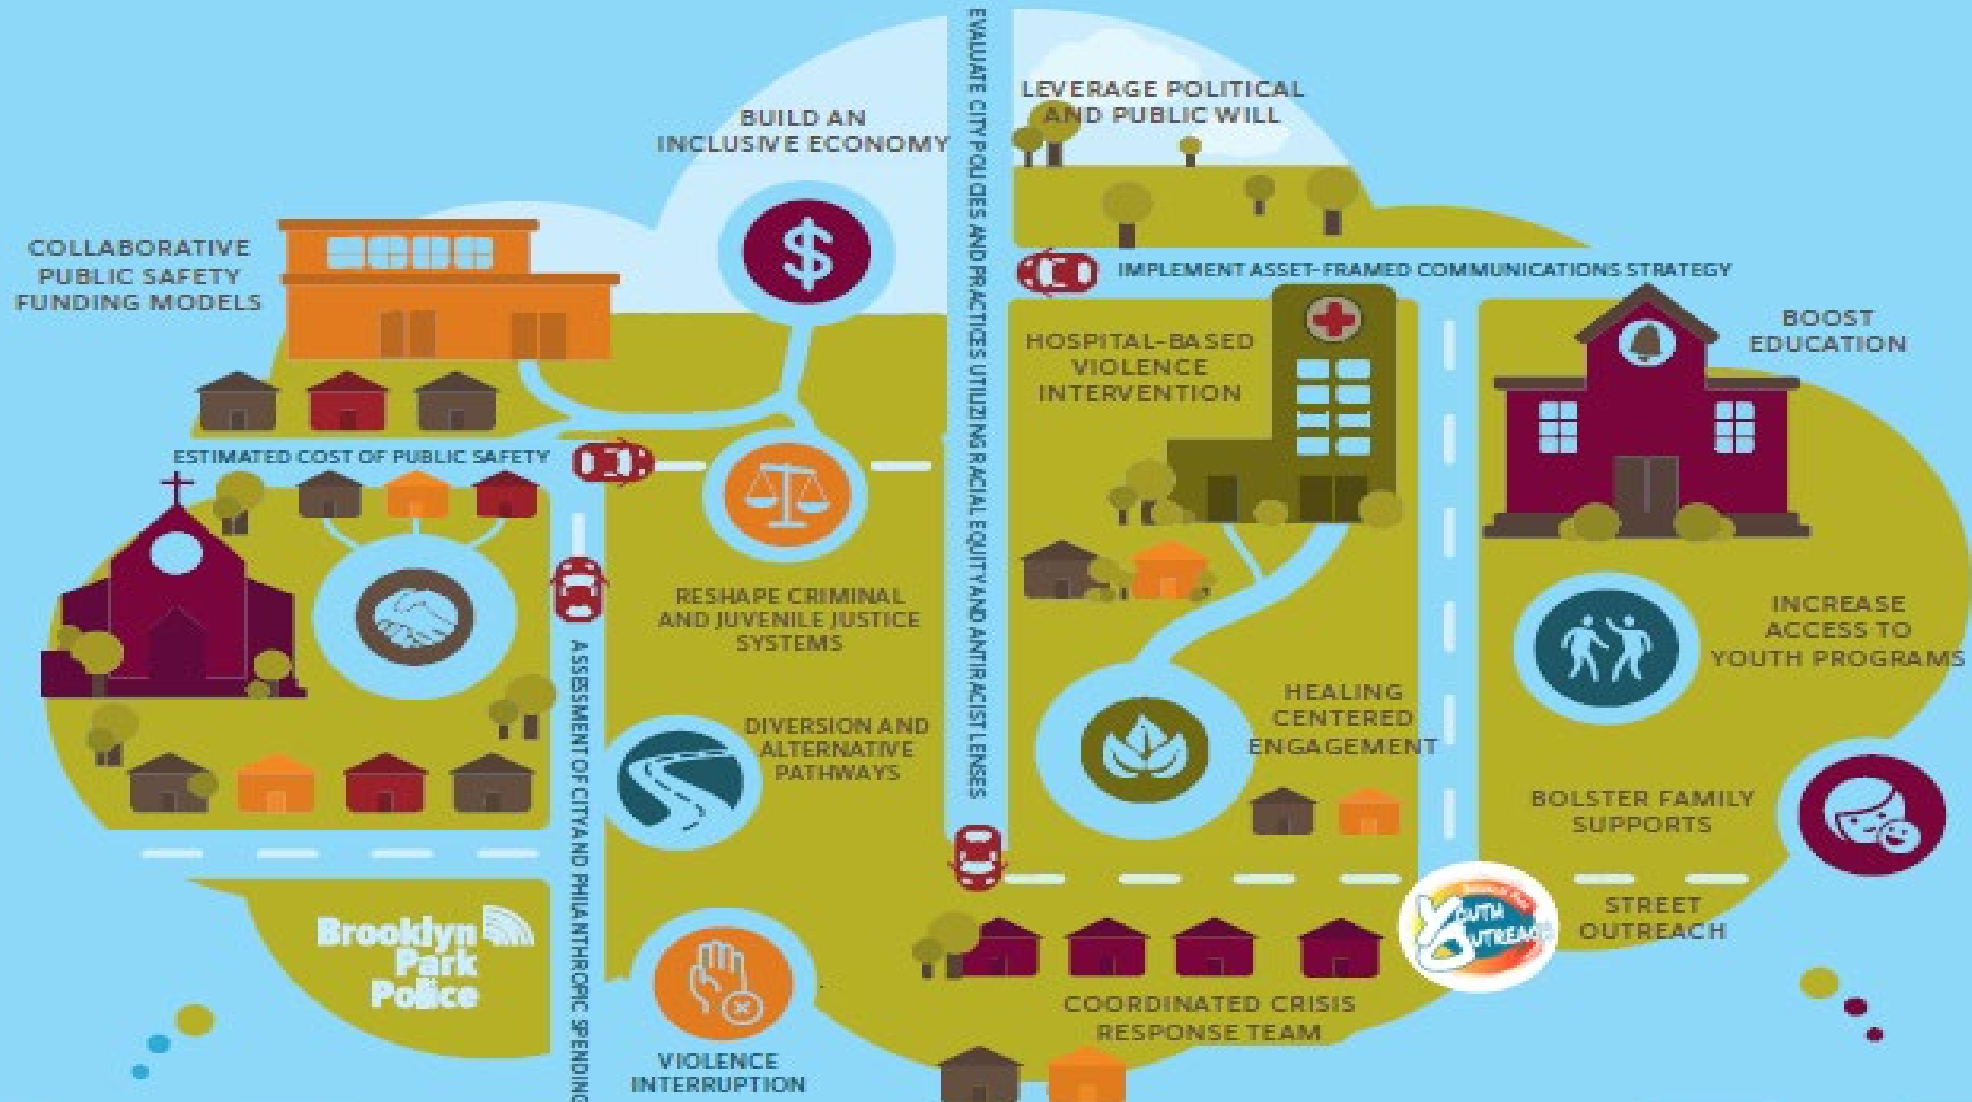 EVALUATE CITY POLICIES AND PRACTICES UTILIZING RACIAL EQUITY AND ANTIRACIST LENSES
LEVERAGE POLITICAL
AND PUBLIC WILL
BUILD AN
INCLUSIVE ECONOMY
COLLABORATIVE
PUBLIC SAFETY
FUNDING MODELS
IMPLEMENT ASSET-FRAMED COMMUNICATIONS STRATEGY
HOSPITAL-BASED
VIOLENCE
INTERVENTION
BOOST
EDUCATION
ESTIMATED COST OF PUBLIC SAFETY
RESHAPE CRIMINAL
AND JUVENILE JUSTICE
SYSTEMS
INCREASE
ACCESS TO
YOUTH PROGRAMS
ASSESSMENT OF CITY AND PHILANTHROPIC SPENDING
DIVERSION AND
ALTERNATIVE
PATHWAYS
HEALING
CENTERED
ENGAGEMENT
BOLSTER FAMILY
SUPPORTS
STREET
OUTREACH
YOUTH
OUTREACH
Brooklyn
Park
Police
COORDINATED CRISIS
RESPONSE TEAM
VIOLENCE
INTERRUPTION